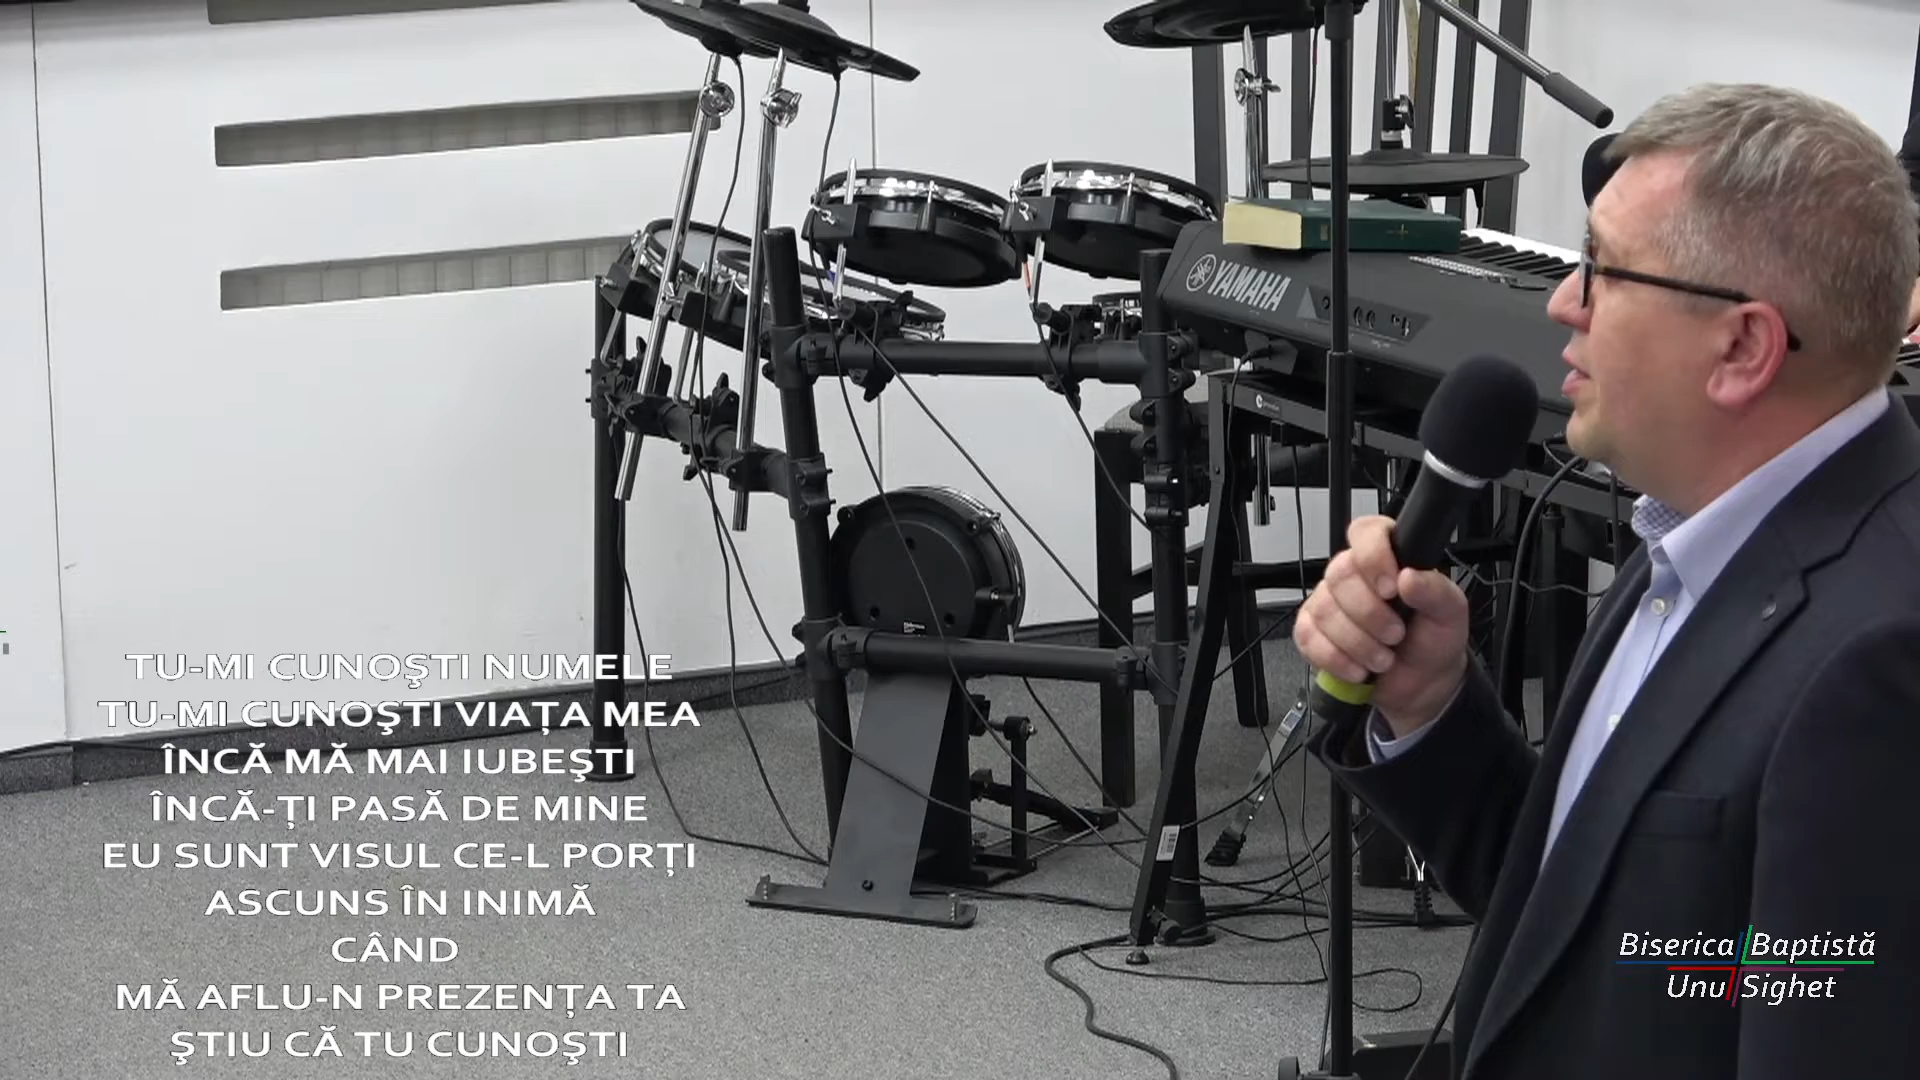 YAMAHA
TU-MI CUNOŞTI NUMELE
TU-MI CUNOŞTI VIAȚA MEA
ÎNCĂ MĂ MAI IUBEŞTI
ÎNCĂ-ȚI PASĂ DE MINE
EU SUNT VISUL CE-L PORȚI
ASCUNS ÎN INIMĂ
CÂND
MĂ AFLU-N PREZENȚA TA
ŞTIU CĂ TU CUNOŞTI
Biserica Baptistă
Unu Sighet